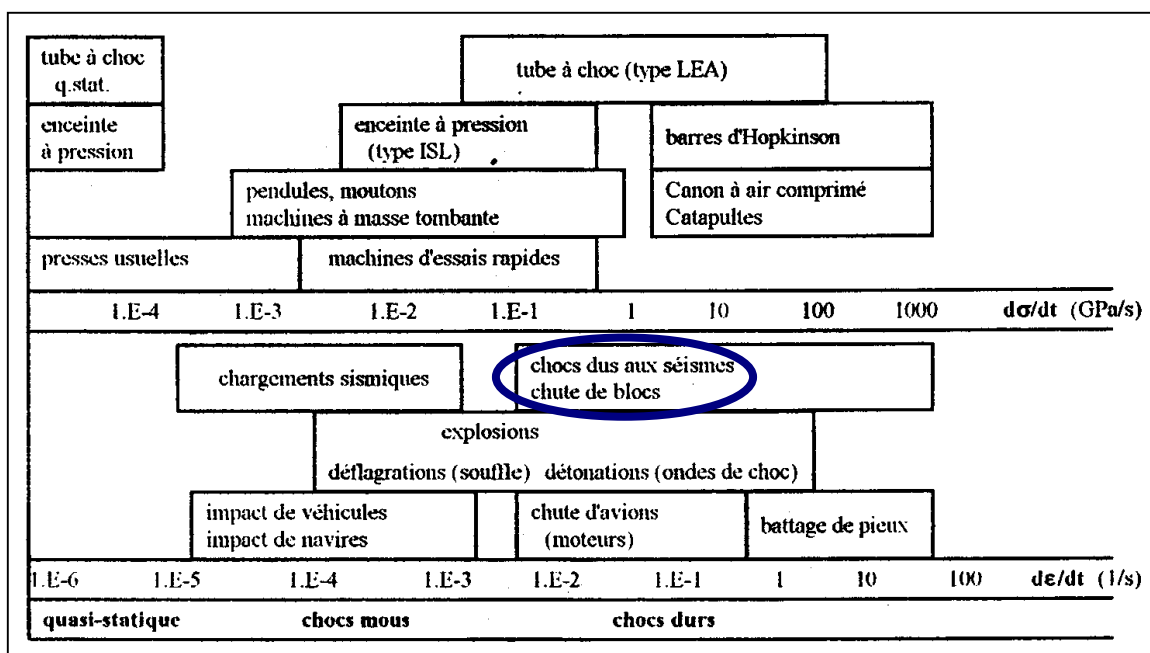 tube à choc
q.stat.
tube à choc (type LEA)
enceinte
à pression
enceinte à pression
(type ISL)
barres d'Hopkinson
pendules, moutons
machines à masse tombante
Canon à air comprimé
Catapultes
presses usuelles
machines d'essais rapides
1.E-4 1.E-3 1.E-2 1.E-1 1 10 100 1000 dσ/dt (GPa/s)
chargements sismiques
chocs dus aux séismes
chute de blocs
explosions
déflagrations (souffle) détonations (ondes de choc)
impact de véhicules
impact de navires
chute d'avions
(moteurs)
battage de pieux
1.E-6 1.E-5 1.E-4 1.E-3 1.E-2 1.E-1 1 10 100 dε/dt (1/s)
quasi-statique chocs mous chocs durs